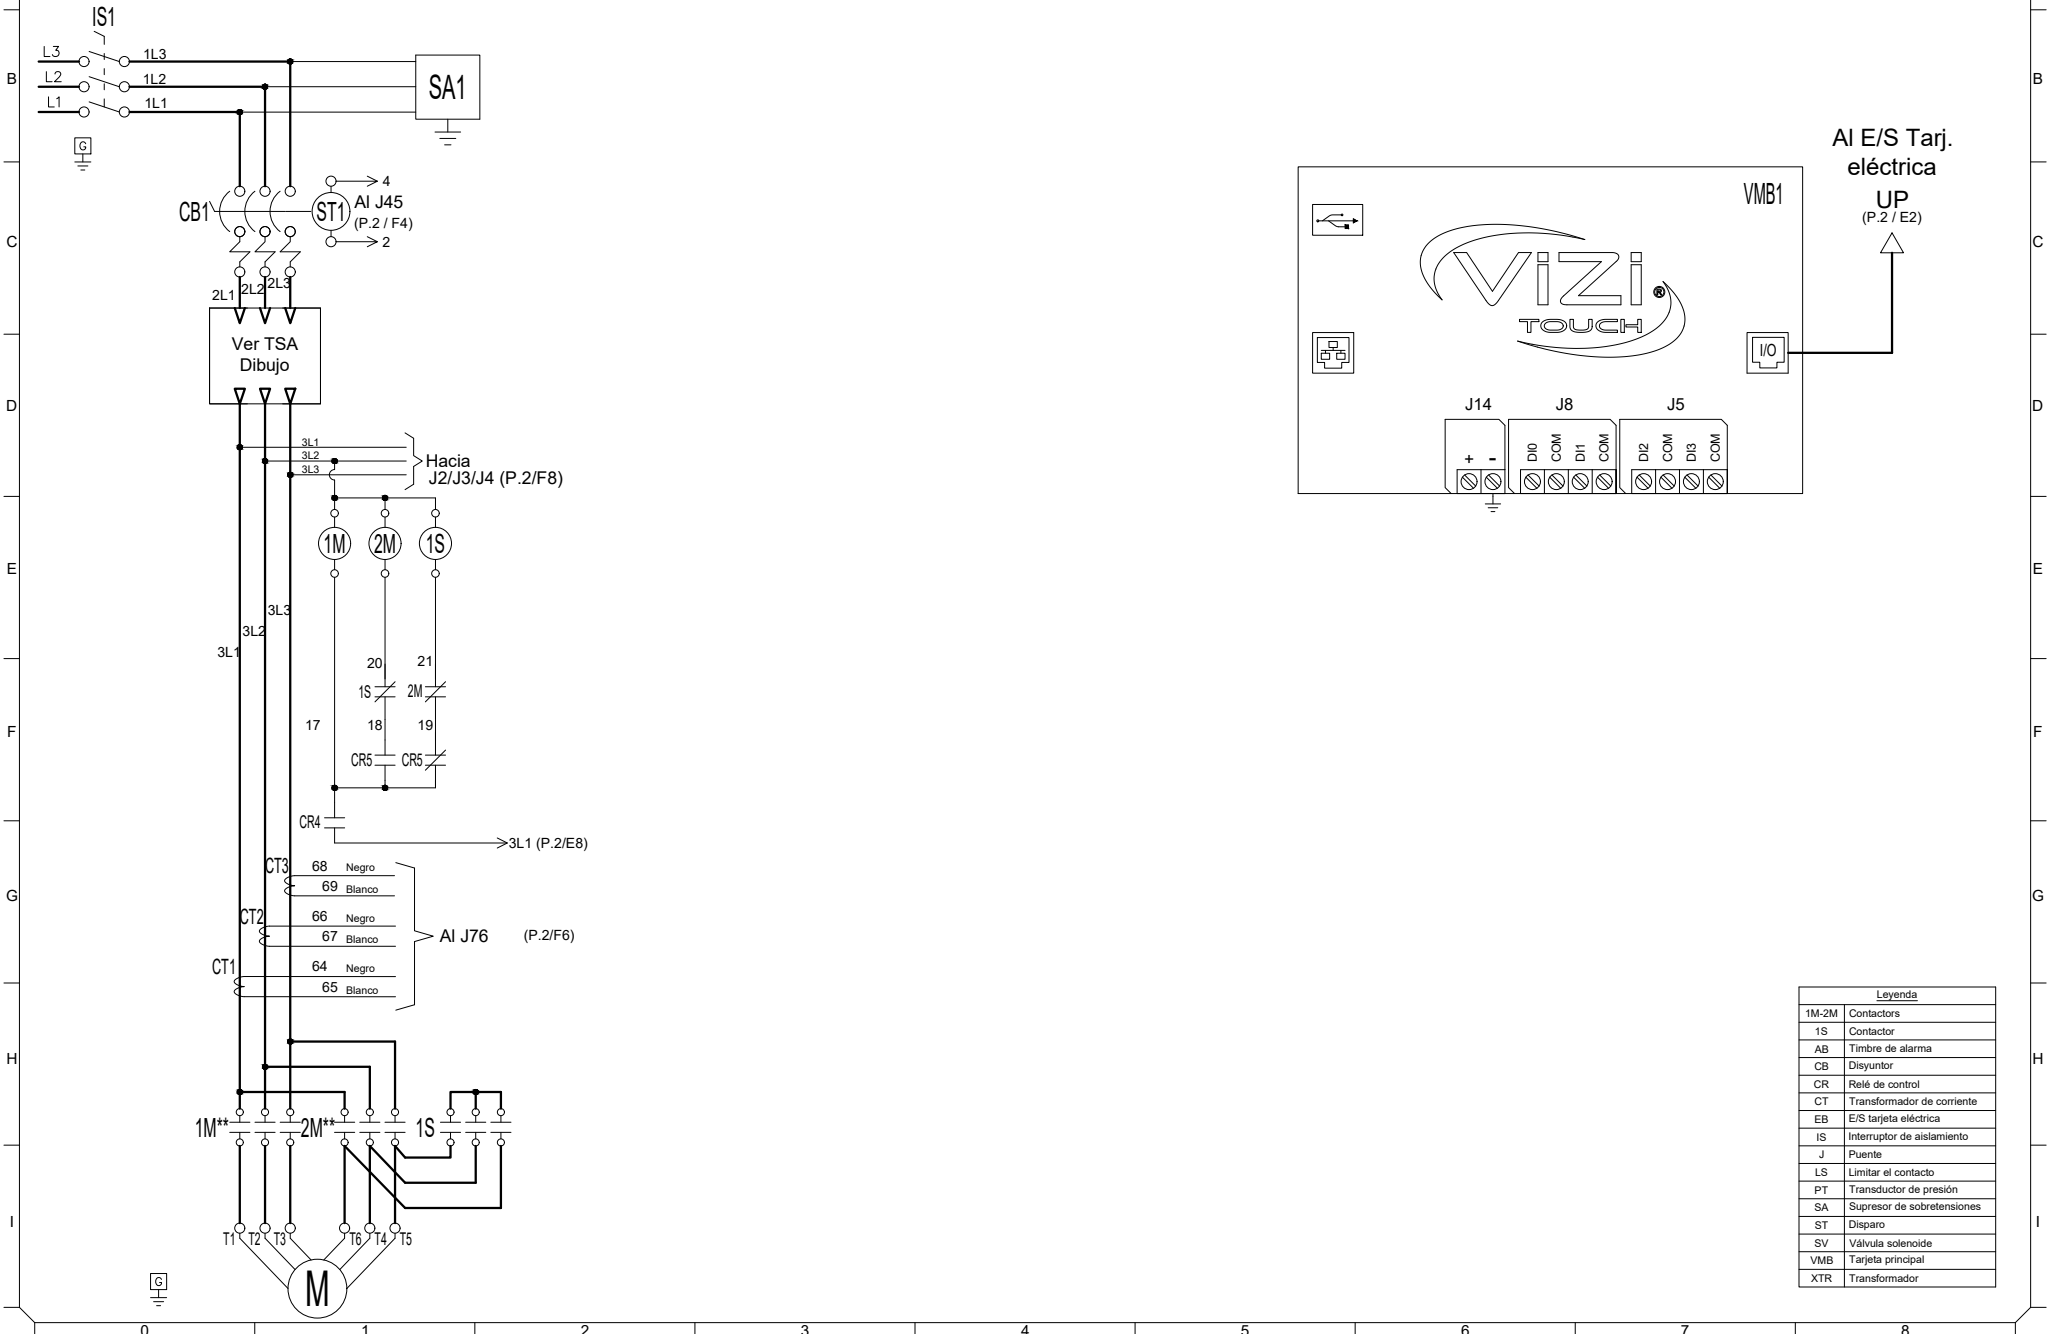 IS1
L3
1L3
B
L2
1L2
SA1
B
L1
1L1
G
Al E/S Tarj.
eléctrica
UP
(P.2 / E2)
VMB1
4
CB1
ST1
Al J45
(P.2 / F4)
C
2
C
2L1
2L2
2L3
ViZi
®
TOUCH
Ver TSA
Dibujo
I/O
D
J14
J8
J5
D
+
-
DI0
COM
DI1
COM
DI2
COM
DI3
COM
3L1
3L2
3L3
Hacia
J2/J3/J4 (P.2/F8)
1M
2M
1S
E
E
3L3
3L2
3L1
20
21
1S
2M
17
18
19
F
F
CR5
CR5
CR4
3L1 (P.2/E8)
CT3
68
Negro
69
Blanco
G
G
CT2
66
Negro
67
Blanco
Al J76
(P.2/F6)
CT1
64
Negro
65
Blanco
Leyenda
1M-2M Contactors
1S Contactor
AB Timbre de alarma
CB Disyuntor
CR Relé de control
CT Transformador de corriente
EB E/S tarjeta eléctrica
IS Interruptor de aislamiento
J Puente
LS Limitar el contacto
PT Transductor de presión
SA Supresor de sobretensiones
ST Disparo
SV Válvula solenoide
VMB Tarjeta principal
XTR Transformador
H
H
1M**
2M**
1S
I
I
T1
T2
T3
T6
T4
T5
M
G
0
1
2
3
4
5
6
7
8